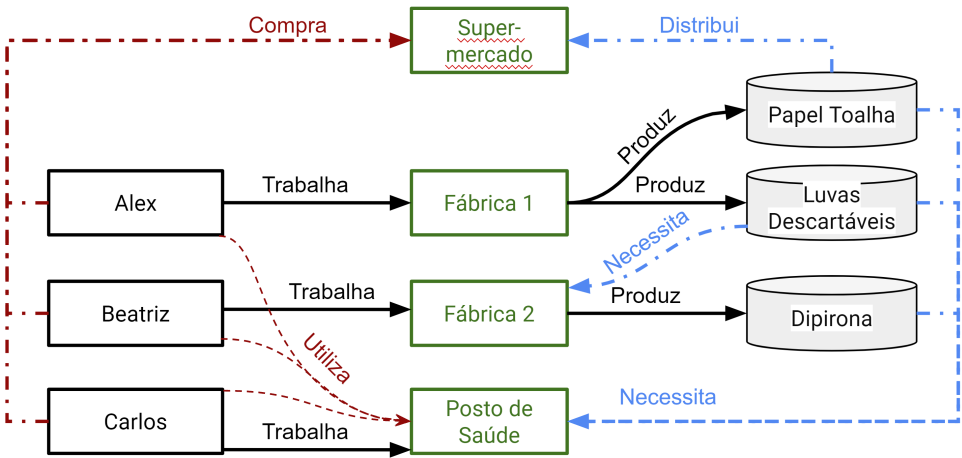 Compra
Super-
mercado
Distribui
Papel Toalha
Produz
Alex
Trabalha
Fábrica 1
Produz
Luvas
Descartáveis
Necessita
Beatriz
Trabalha
Fábrica 2
Produz
Dipirona
Utiliza
Carlos
Trabalha
Posto de
Saúde
Necessita